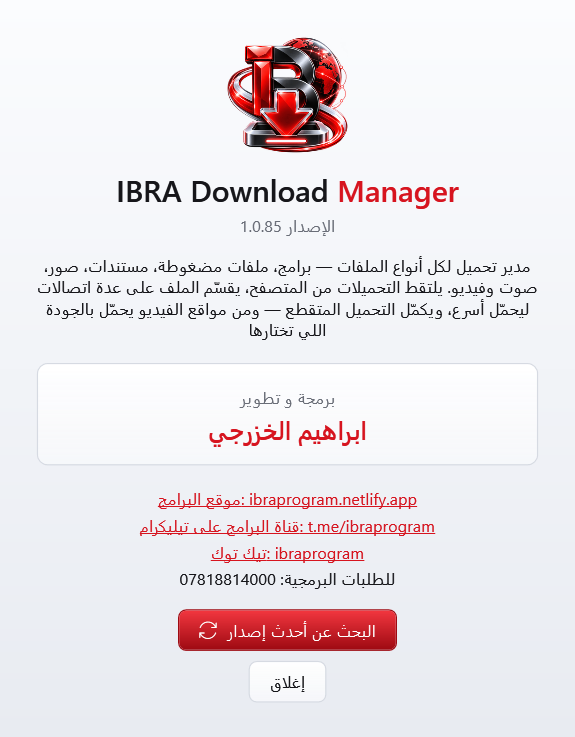 IB
IBRA Download Manager
الإصدار 1.0.85
مدير تحميل لكل أنواع الملفات — برامج، ملفات مضغوطة، مستندات، صور،
صوت وفيديو. يلتقط التحميلات من المتصفح، يقسّم الملف على عدة اتصالات
ليحمّل أسرع، ويكمّل التحميل المتقطع — ومن مواقع الفيديو يحمّل بالجودة
اللي تختارها
برمجة و تطوير
ابراهيم الخزرجي
موقع البرامج: ibraprogram.netlify.app
قناة البرامج على تيليكرام: t.me/ibraprogram
تيك توك: ibraprogram
للطلبات البرمجية: 07818814000
البحث عن أحدث إصدار
إغلاق